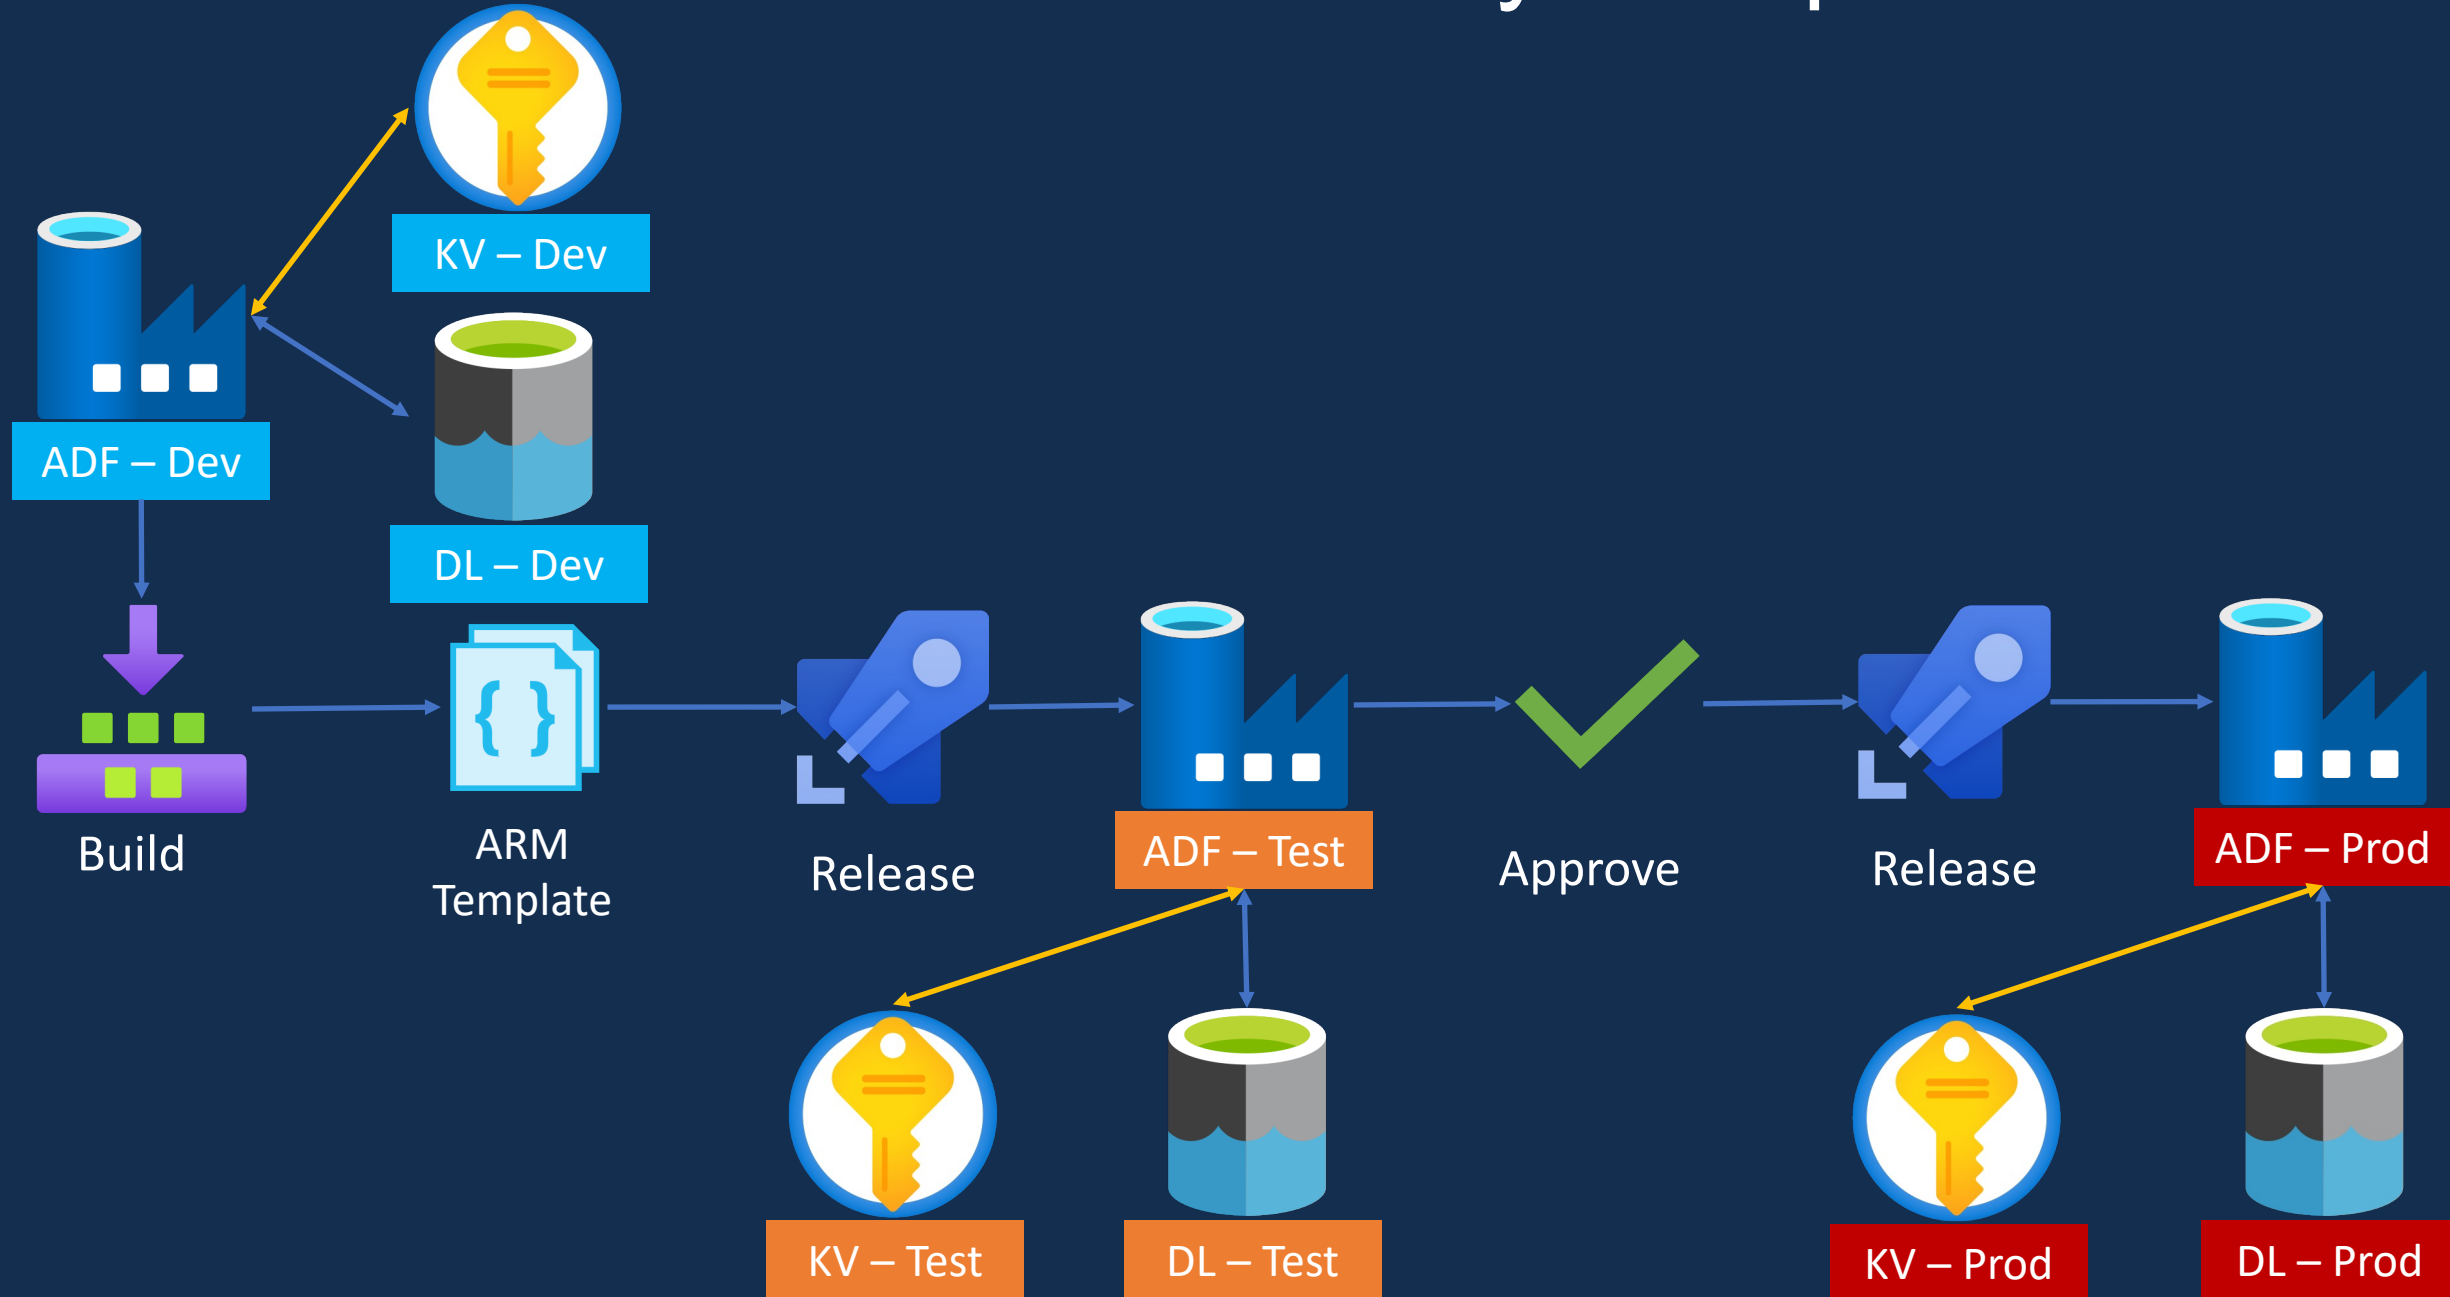 KV – Dev
ADF – Dev
DL – Dev
{ }
Build
ARM
Template
Release
ADF – Test
Approve
Release
ADF – Prod
KV – Test
DL – Test
KV – Prod
DL – Prod